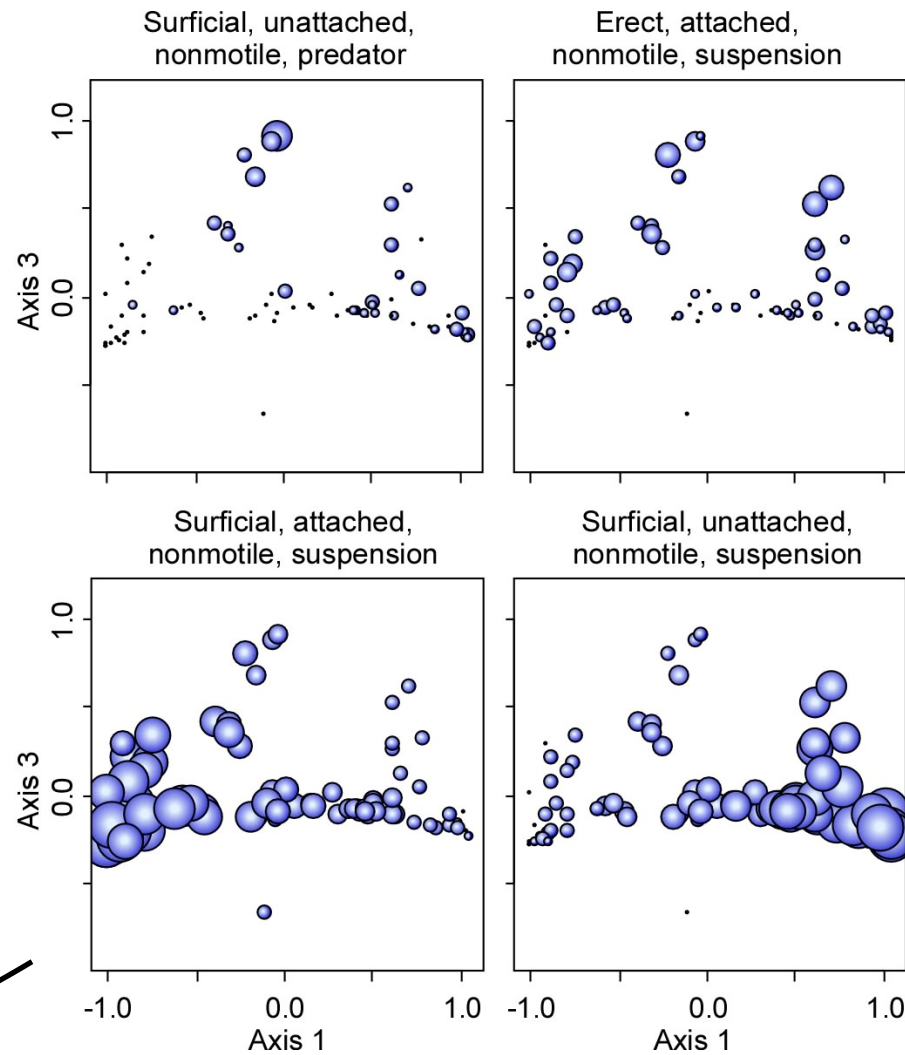 Surficial, unattached,
nonmotile, predator
Erect, attached,
nonmotile, suspension
1.0
0.0
Axis 3
Surficial, attached,
nonmotile, suspension
Surficial, unattached,
nonmotile, suspension
1.0
0.0
Axis 3
-1.0 0.0 1.0
Axis 1
-1.0 0.0 1.0
Axis 1